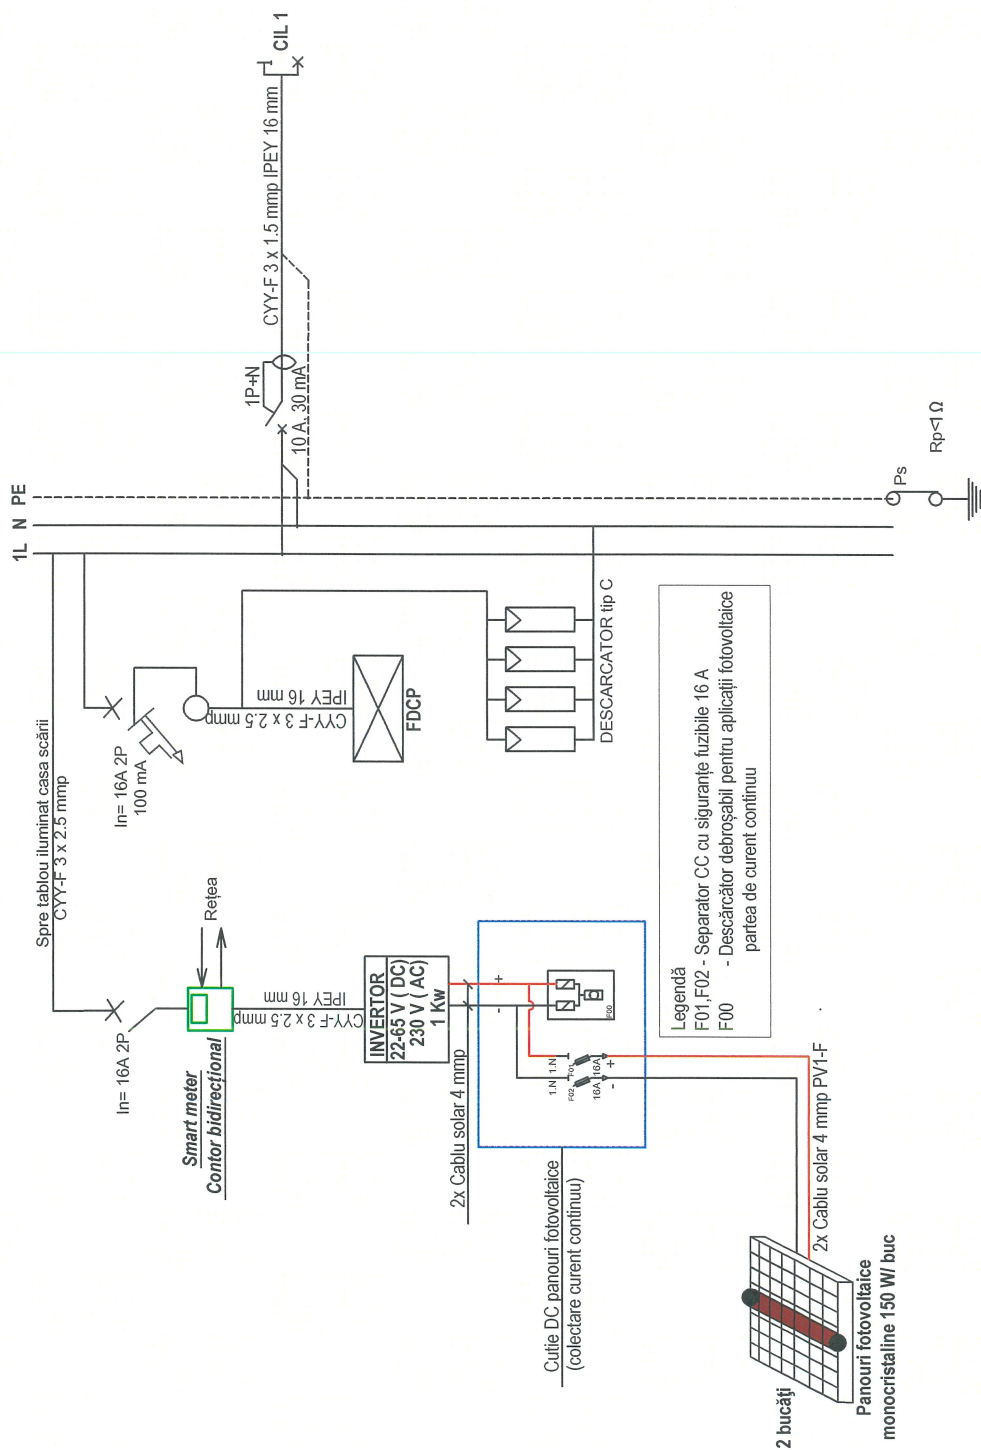 CIL 1
CYY-F 3 x 1.5 mmp IPEY 16 mm
1P+N
10 A, 30 mA
1L N PE
Ps
Rp<1 Ω
Spre tablou iluminat casa scării
CYY-F 3 x 2.5 mmp
In= 16A 2P
100 mA
CYY-F 3 x 2.5 mmp
IPEY 16 mm
FDCP
DESCARCATOR tip C
In= 16A 2P
Rețea
Smart meter
Contor bidirecțional
CYY-F 3 x 2.5 mmp
IPEY 16 mm
INVERTOR
22-65 V ( DC)
230 V ( AC)
1 Kw
2x Cablu solar 4 mmp
+
-
F00
1.N
1.N
F01
F02
16A
16A
+
-
Cutie DC panouri fotovoltaice
(colectare curent continuu)
Legendă
F01,F02 - Separator CC cu siguranțe fuzibile 16 A
F00 - Descărcător debroșabil pentru aplicații fotovoltaice
partea de curent continuu
2x Cablu solar 4 mmp PV1-F
2 bucăți
Panouri fotovoltaice
monocristaline 150 W/ buc